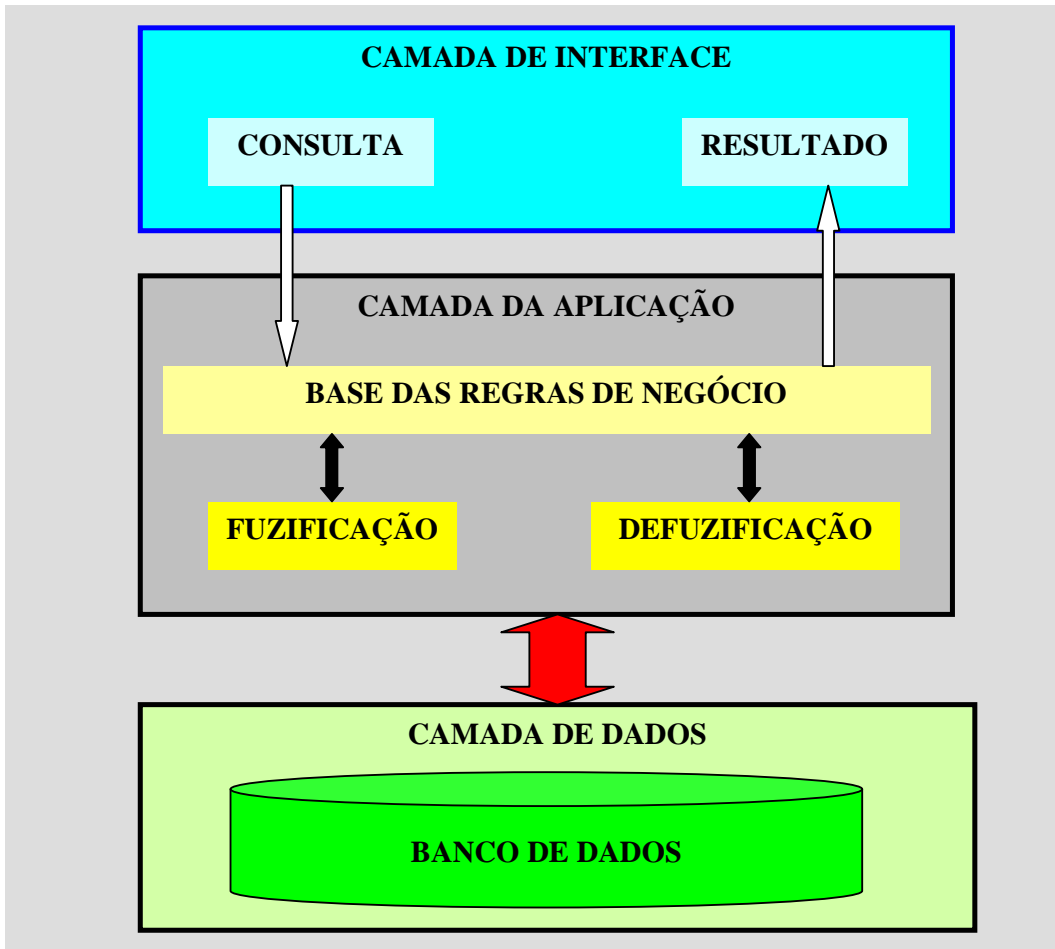 CAMADA DE INTERFACE
CONSULTA
RESULTADO
CAMADA DA APLICAÇÃO
BASE DAS REGRAS DE NEGÓCIO
FUZIFICAÇÃO
DEFUZIFICAÇÃO
CAMADA DE DADOS
BANCO DE DADOS